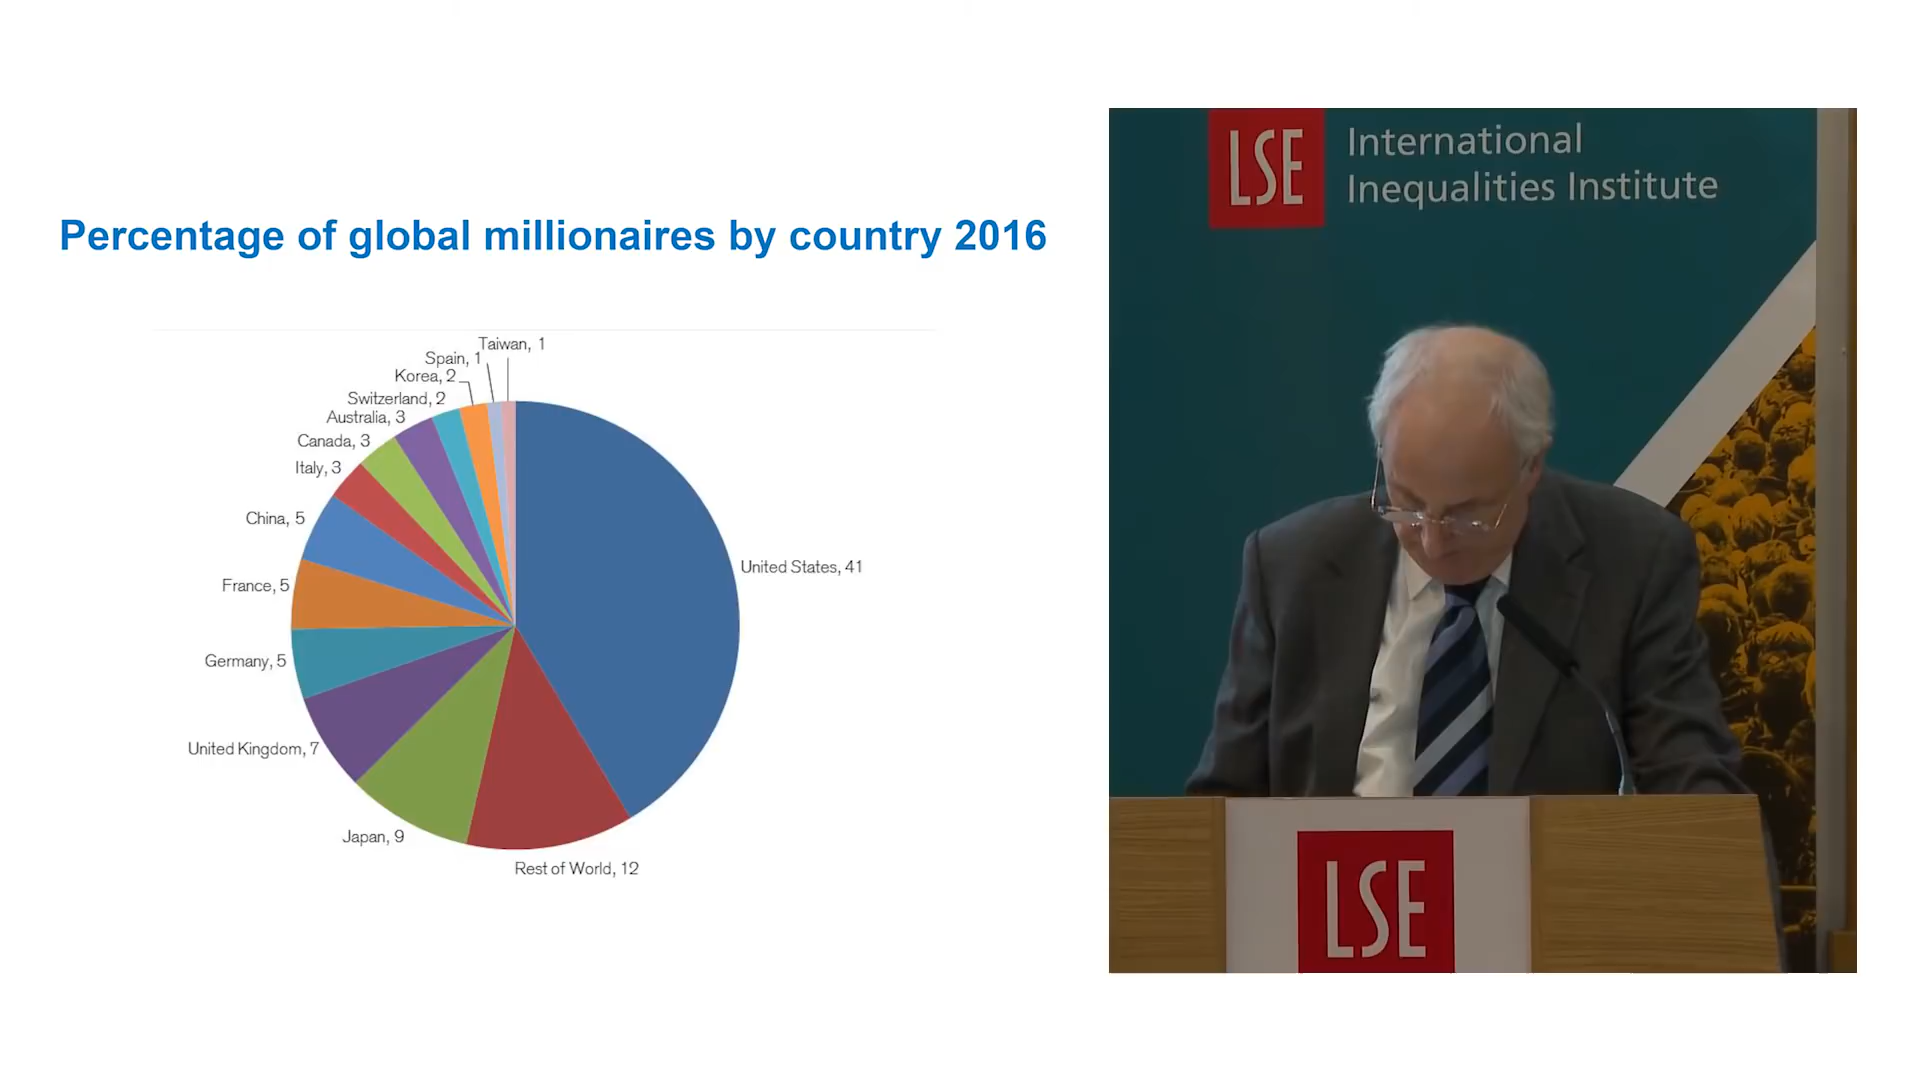 Percentage of global millionaires by country 2016
Taiwan, 1
Spain, 1
Korea, 2
Switzerland, 2
Australia, 3
Canada, 3
Italy, 3
China, 5
France, 5
Germany, 5
United Kingdom, 7
Japan, 9
Rest of World, 12
United States, 41
LSE
International
Inequalities Institute
LSE